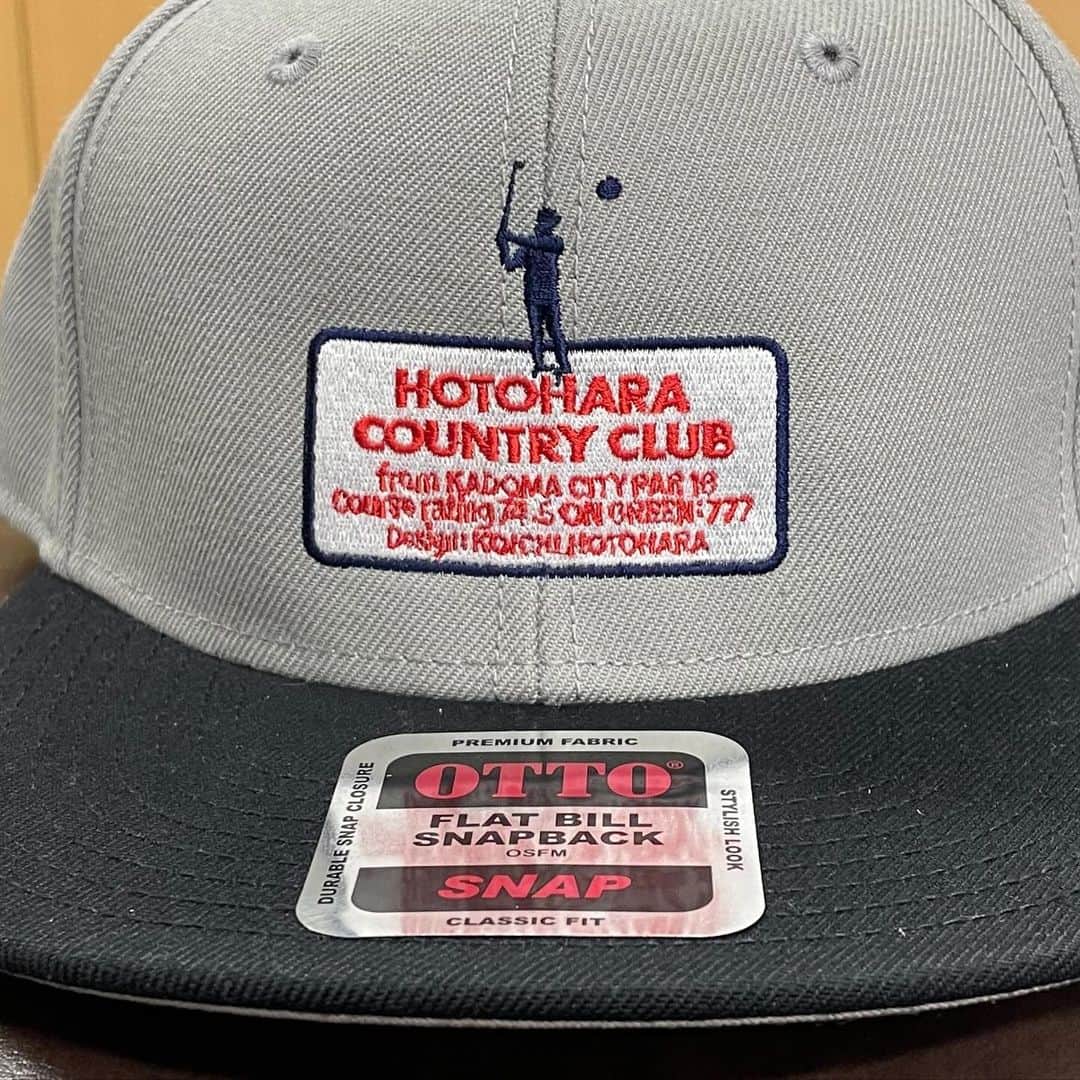 HOTOHARA
COUNTRY CLUB
from KADOMA CITY PAR 18
Course rating 74.5 ON GREEN:777
Design: KOICHI.HOTOHARA
PREMIUM FABRIC
OTTO®
FLAT BILL
SNAPBACK
OSFM
SNAP
CLASSIC FIT
DURABLE SNAP CLOSURE
STYLISH LOOK